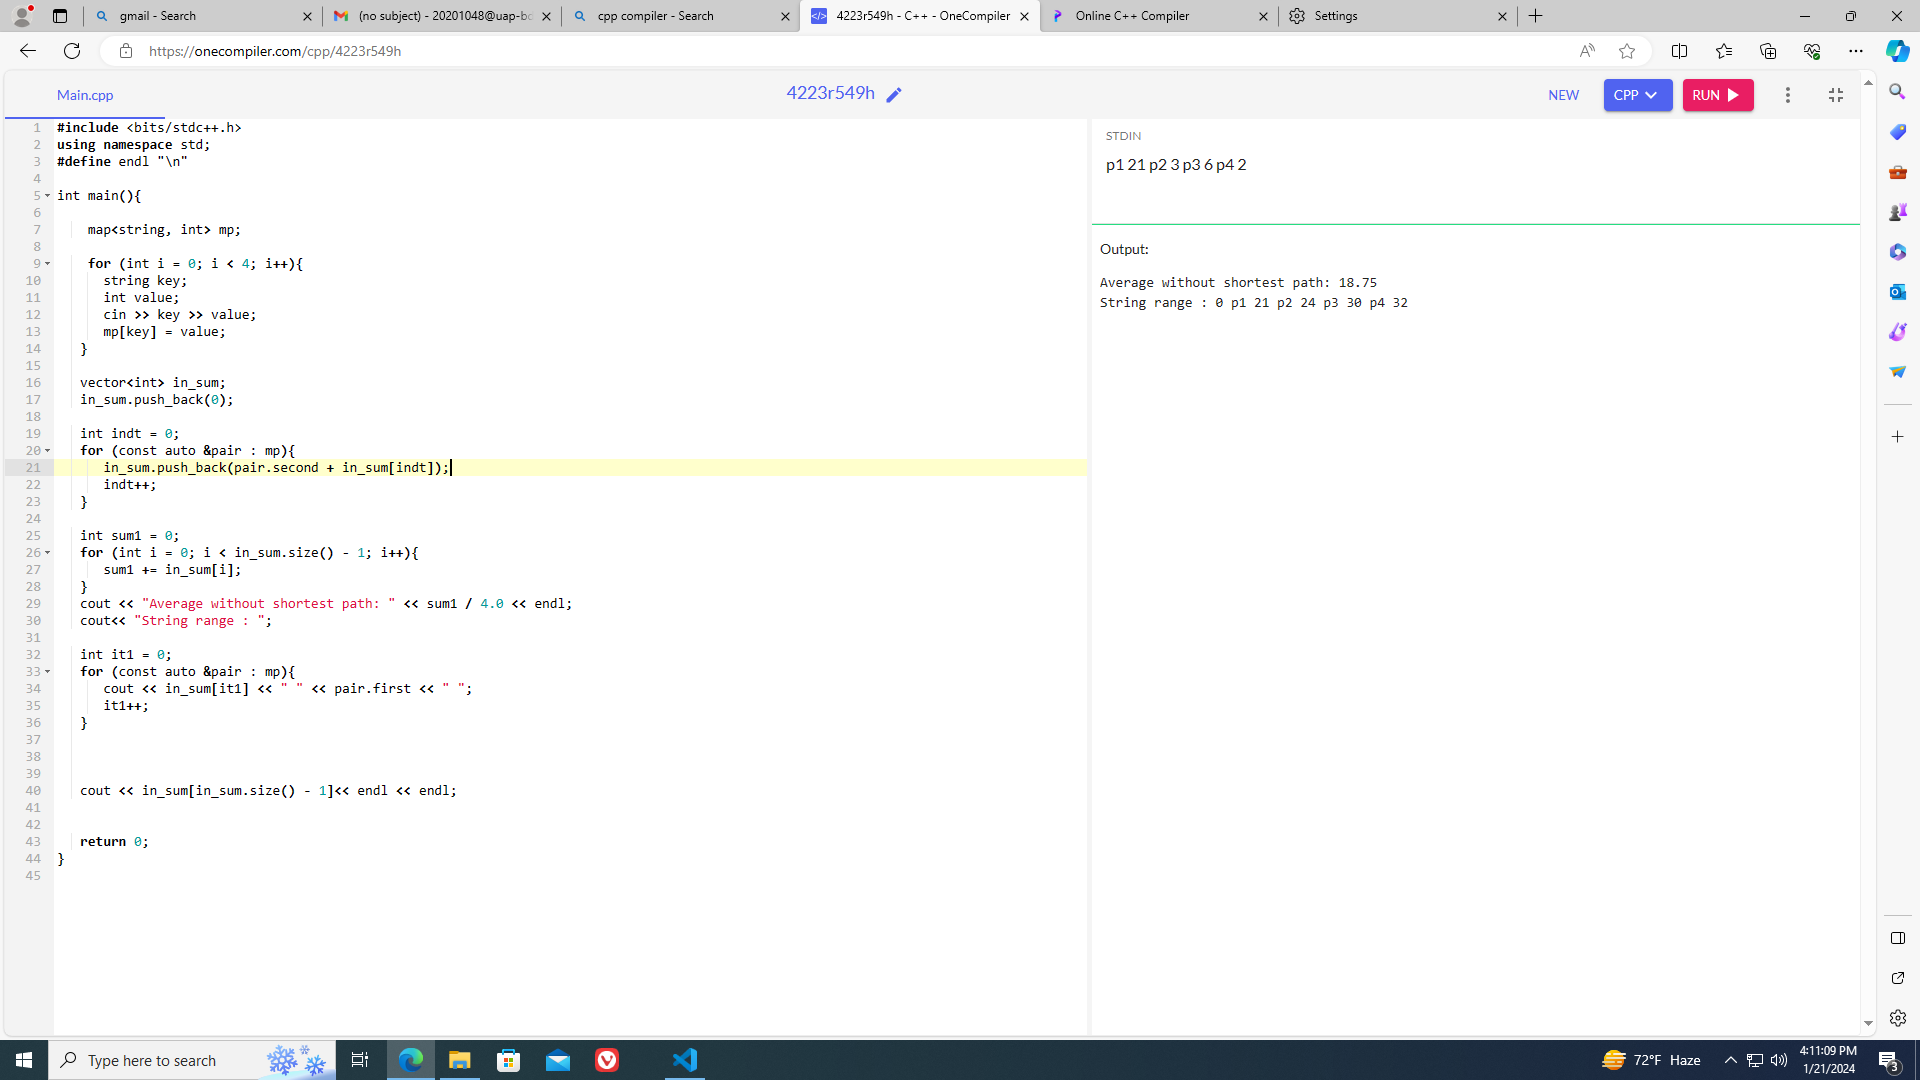 gmail - Search
(no subject) - 20201048@uap-bd
cpp compiler - Search
4223r549h - C++ - OneCompiler
Online C++ Compiler
Settings
https://onecompiler.com/cpp/4223r549h
Main.cpp
4223r549h
NEW
CPP
RUN
1 #include <bits/stdc++.h>
2 using namespace std;
3 #define endl "\n"
4
5 int main(){
6
7 map<string, int> mp;
8
9 for (int i = 0; i < 4; i++){
10 string key;
11 int value;
12 cin >> key >> value;
13 mp[key] = value;
14 }
15
16 vector<int> in_sum;
17 in_sum.push_back(0);
18
19 int indt = 0;
20 for (const auto &pair : mp){
21 in_sum.push_back(pair.second + in_sum[indt]);
22 indt++;
23 }
24
25 int sum1 = 0;
26 for (int i = 0; i < in_sum.size() - 1; i++){
27 sum1 += in_sum[i];
28 }
29 cout << "Average without shortest path: " << sum1 / 4.0 << endl;
30 cout<< "String range : ";
31
32 int it1 = 0;
33 for (const auto &pair : mp){
34 cout << in_sum[it1] << " " << pair.first << " ";
35 it1++;
36 }
37
38
39
40 cout << in_sum[in_sum.size() - 1]<< endl << endl;
41
42
43 return 0;
44 }
45
STDIN
p1 21 p2 3 p3 6 p4 2
Output:
Average without shortest path: 18.75
String range : 0 p1 21 p2 24 p3 30 p4 32
Type here to search
72°F Haze
4:11:09 PM
1/21/2024
3